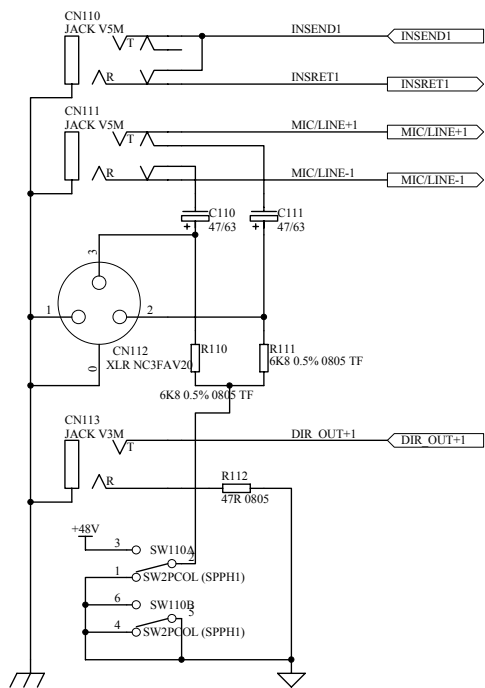 CN110
JACK V5M
T
INSEND1
INSEND1
R
INSRET1
INSRET1
CN111
JACK V5M
T
MIC/LINE+1
MIC/LINE+1
R
MIC/LINE-1
MIC/LINE-1
+
C110
47/63
+
C111
47/63
3
1
2
0
CN112
XLR NC3FAV20
R110
6K8 0.5% 0805 TF
R111
6K8 0.5% 0805 TF
CN113
JACK V3M
T
DIR_OUT+1
DIR_OUT+1
R
R112
47R 0805
+48V
3
SW110A
2
1
SW2PCOL (SPPH1)
6
SW110B
5
4
SW2PCOL (SPPH1)